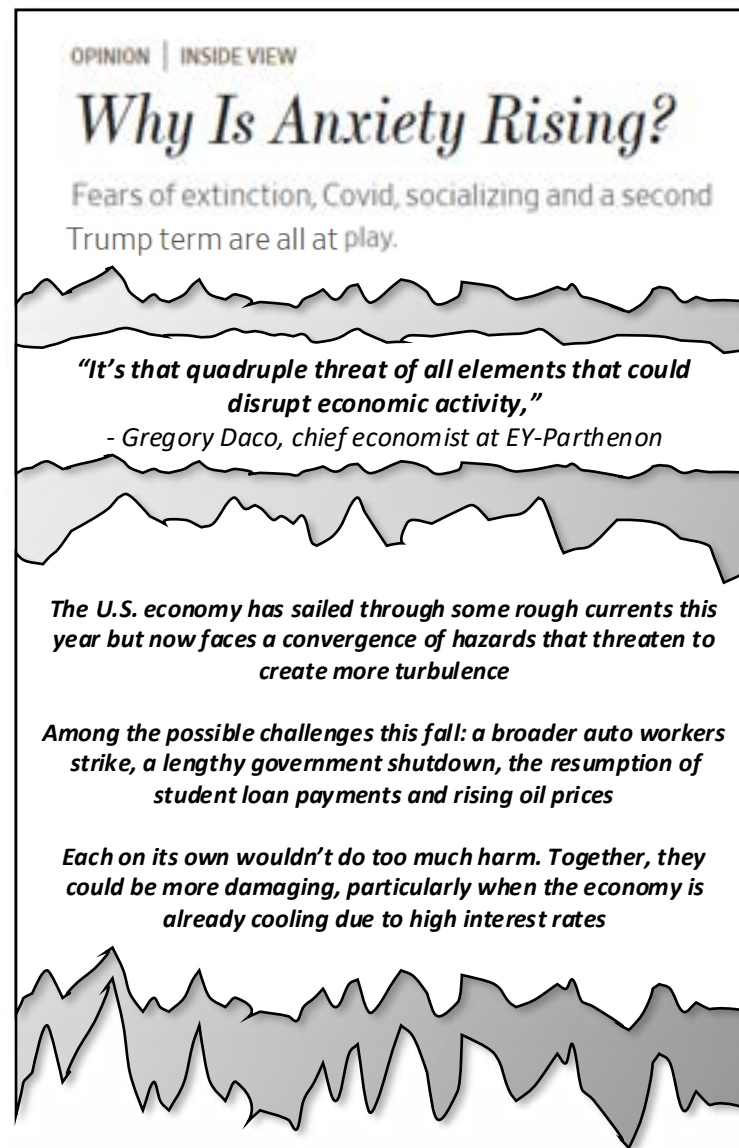 OPINION | INSIDE VIEW
Why Is Anxiety Rising?
Fears of extinction, Covid, socializing and a second
Trump term are all at play.
“It’s that quadruple threat of all elements that could
disrupt economic activity,”
- Gregory Daco, chief economist at EY-Parthenon
The U.S. economy has sailed through some rough currents this
year but now faces a convergence of hazards that threaten to
create more turbulence
Among the possible challenges this fall: a broader auto workers
strike, a lengthy government shutdown, the resumption of
student loan payments and rising oil prices
Each on its own wouldn’t do too much harm. Together, they
could be more damaging, particularly when the economy is
already cooling due to high interest rates